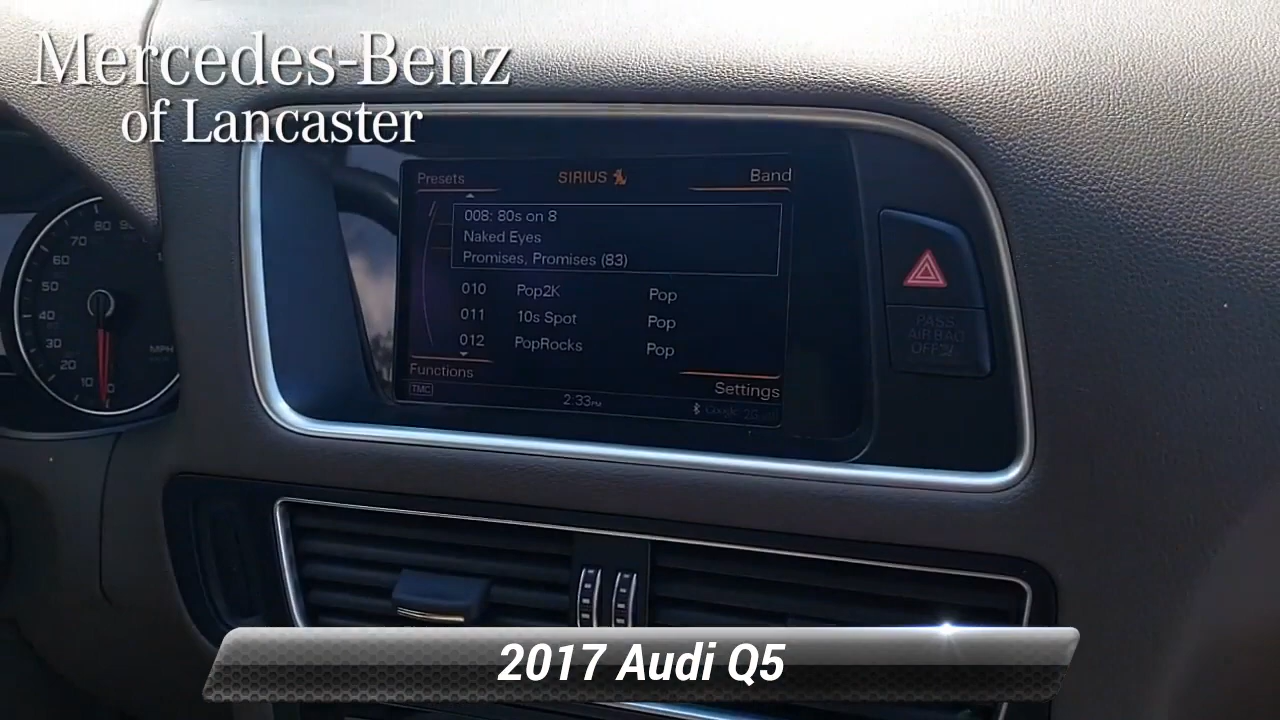 Mercedes-Benz
of Lancaster
Presets
SIRIUS
Band
008: 80s on 8
Naked Eyes
Promises, Promises (83)
010 Pop2K Pop
011 10s Spot Pop
012 PopRocks Pop
Functions
Settings
TMC
2:33PM
Google
PASS
AIR BAG
OFF
80
70
60
50
40
30
20
10
0
MPH
2017 Audi Q5